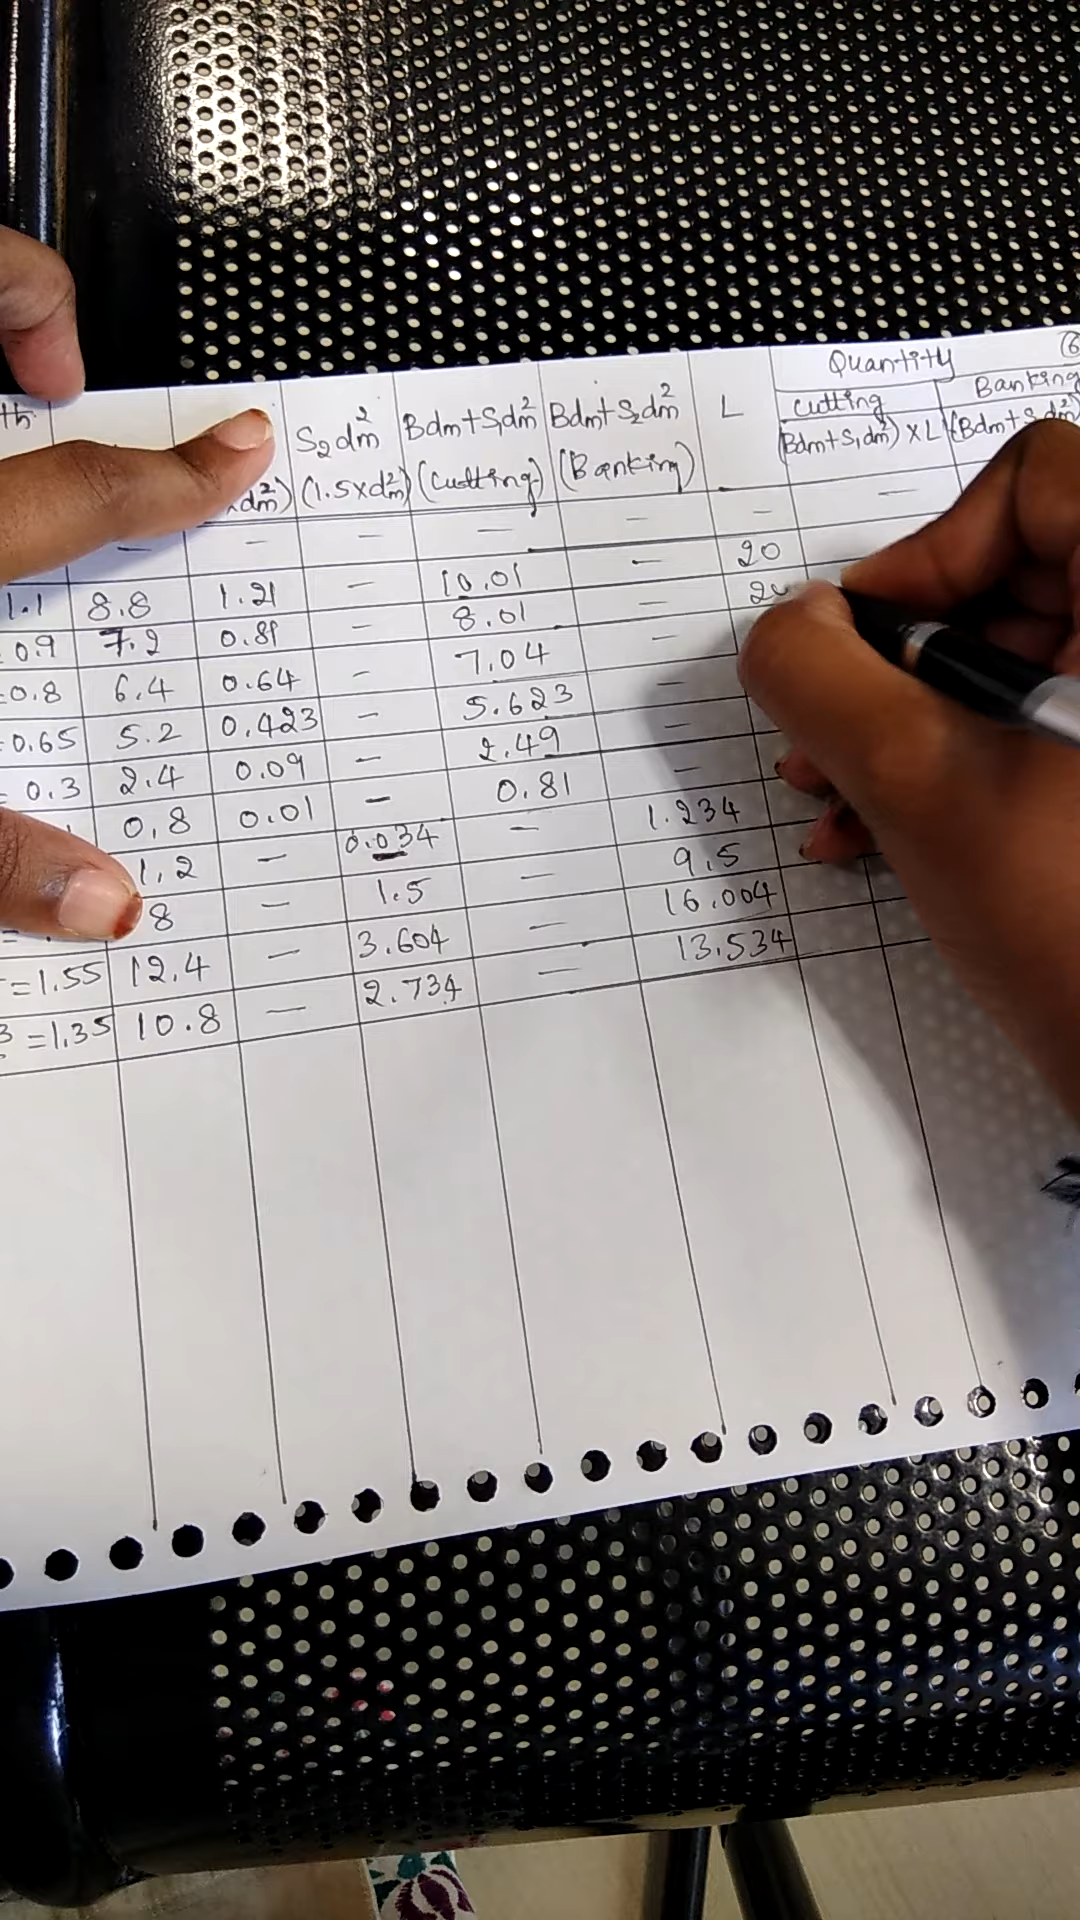 Quantity 6
th S₂dm² Bdm+S₁dm² Bdm+S₂dm² L Cutting Banking
xdm²) (1.5xdm²) (Cutting) (Banking) (Bdm+S₁dm²) X L (Bdm+S₂dm²)
— — — — — — —
1.1 8.8 1.21 — 10.01 — 20
= 0.9 7.2 0.81 — 8.01 —
=0.8 6.4 0.64 — 7.04 —
=0.65 5.2 0.423 — 5.623 —
= 0.3 2.4 0.09 — 2.49 —
0.8 0.01 — 0.81 —
1.2 — 0.034 — 1.234
= 8 — 1.5 — 9.5
=1.55 12.4 — 3.604 — 16.004
=1.35 10.8 — 2.734 — 13.534